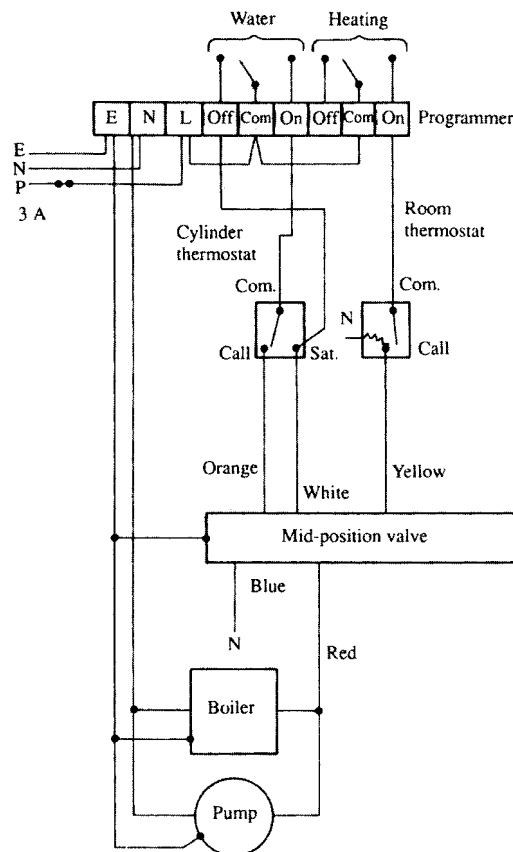 Water Heating
E N L Off Com On Off Com On Programmer
E
N
P
3 A
Cylinder
thermostat
Room
thermostat
Com. Com.
N
Call Sat. Call
Orange
White
Yellow
Mid-position valve
Blue
N
Red
Boiler
Pump